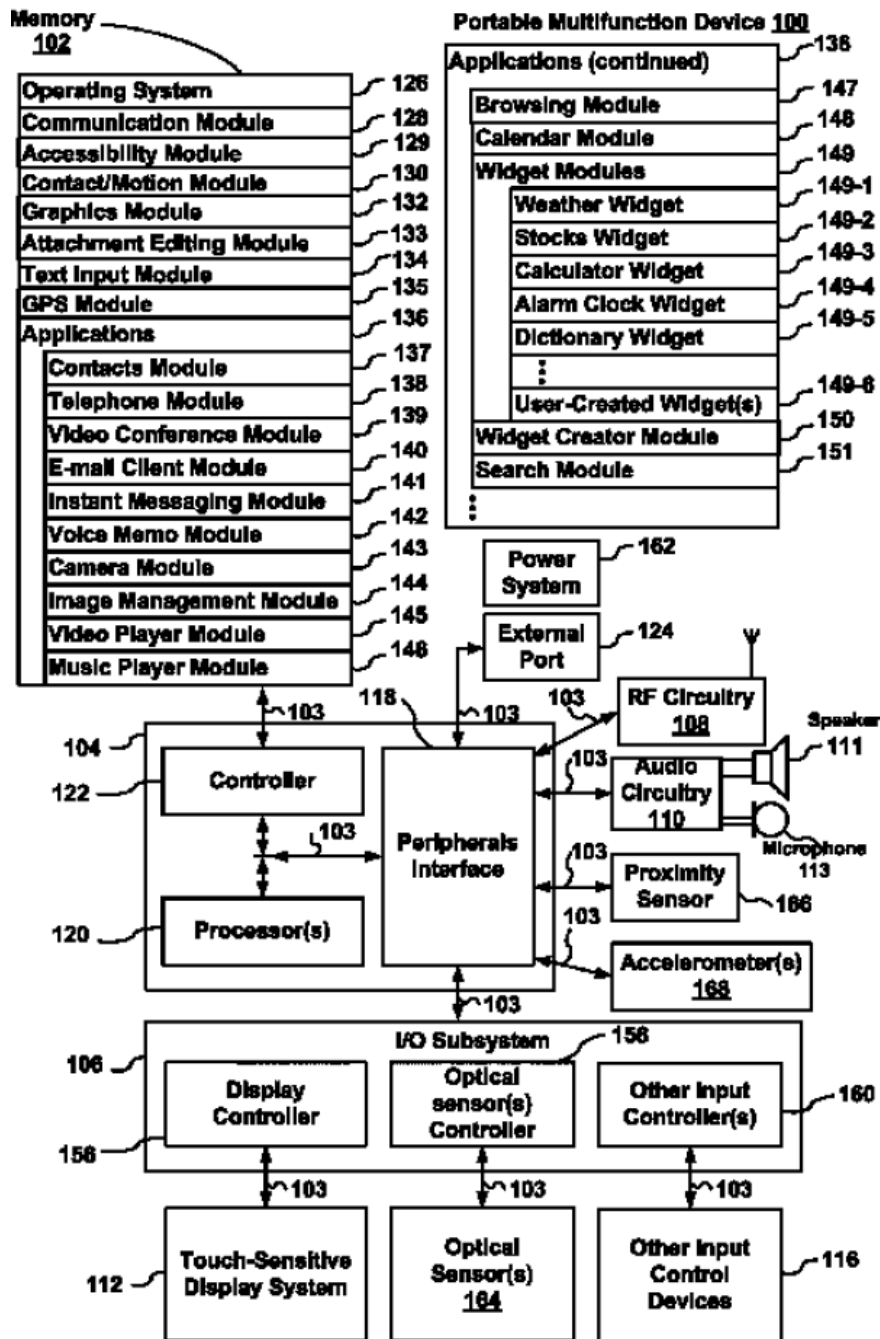 Memory
102
Operating System 126
Communication Module 128
Accessibility Module 129
Contact/Motion Module 130
Graphics Module 132
Attachment Editing Module 133
Text Input Module 134
GPS Module 135
Applications 136
Contacts Module 137
Telephone Module 138
Video Conference Module 139
E-mail Client Module 140
Instant Messaging Module 141
Voice Memo Module 142
Camera Module 143
Image Management Module 144
Video Player Module 145
Music Player Module 146
Portable Multifunction Device 100
Applications (continued) 136
Browsing Module 147
Calendar Module 148
Widget Modules 149
Weather Widget 149-1
Stocks Widget 149-2
Calculator Widget 149-3
Alarm Clock Widget 149-4
Dictionary Widget 149-5
User-Created Widget(s) 149-6
Widget Creator Module 150
Search Module 151
Power
System
162
External
Port
124
103
118
103
103
RF Circuitry
108
Speaker
111
104
122
Controller
103
Audio
Circuitry
110
Microphone
113
103
Peripherals
Interface
103
Proximity
Sensor
166
120
Processor(s)
103
Accelerometer(s)
168
103
I/O Subsystem
106
156
Display
Controller
Optical
sensor(s)
Controller
158
Other Input
Controller(s)
160
103
103
103
112
Touch-Sensitive
Display System
Optical
Sensor(s)
164
Other Input
Control
Devices
116